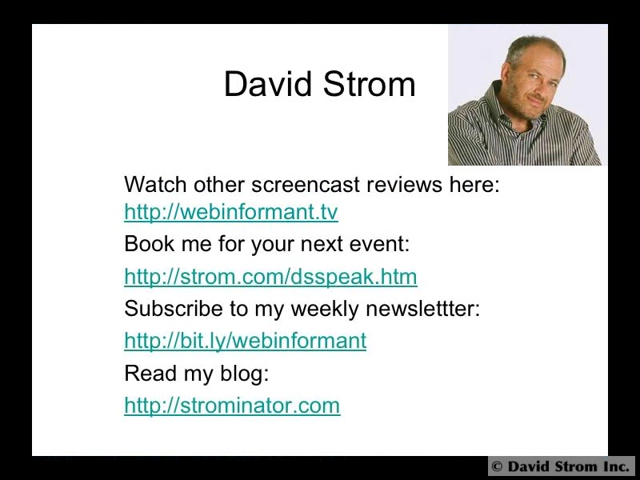 David Strom
Watch other screencast reviews here:
http://webinformant.tv
Book me for your next event:
http://strom.com/dsspeak.htm
Subscribe to my weekly newslettter:
http://bit.ly/webinformant
Read my blog:
http://strominator.com
© David Strom Inc.